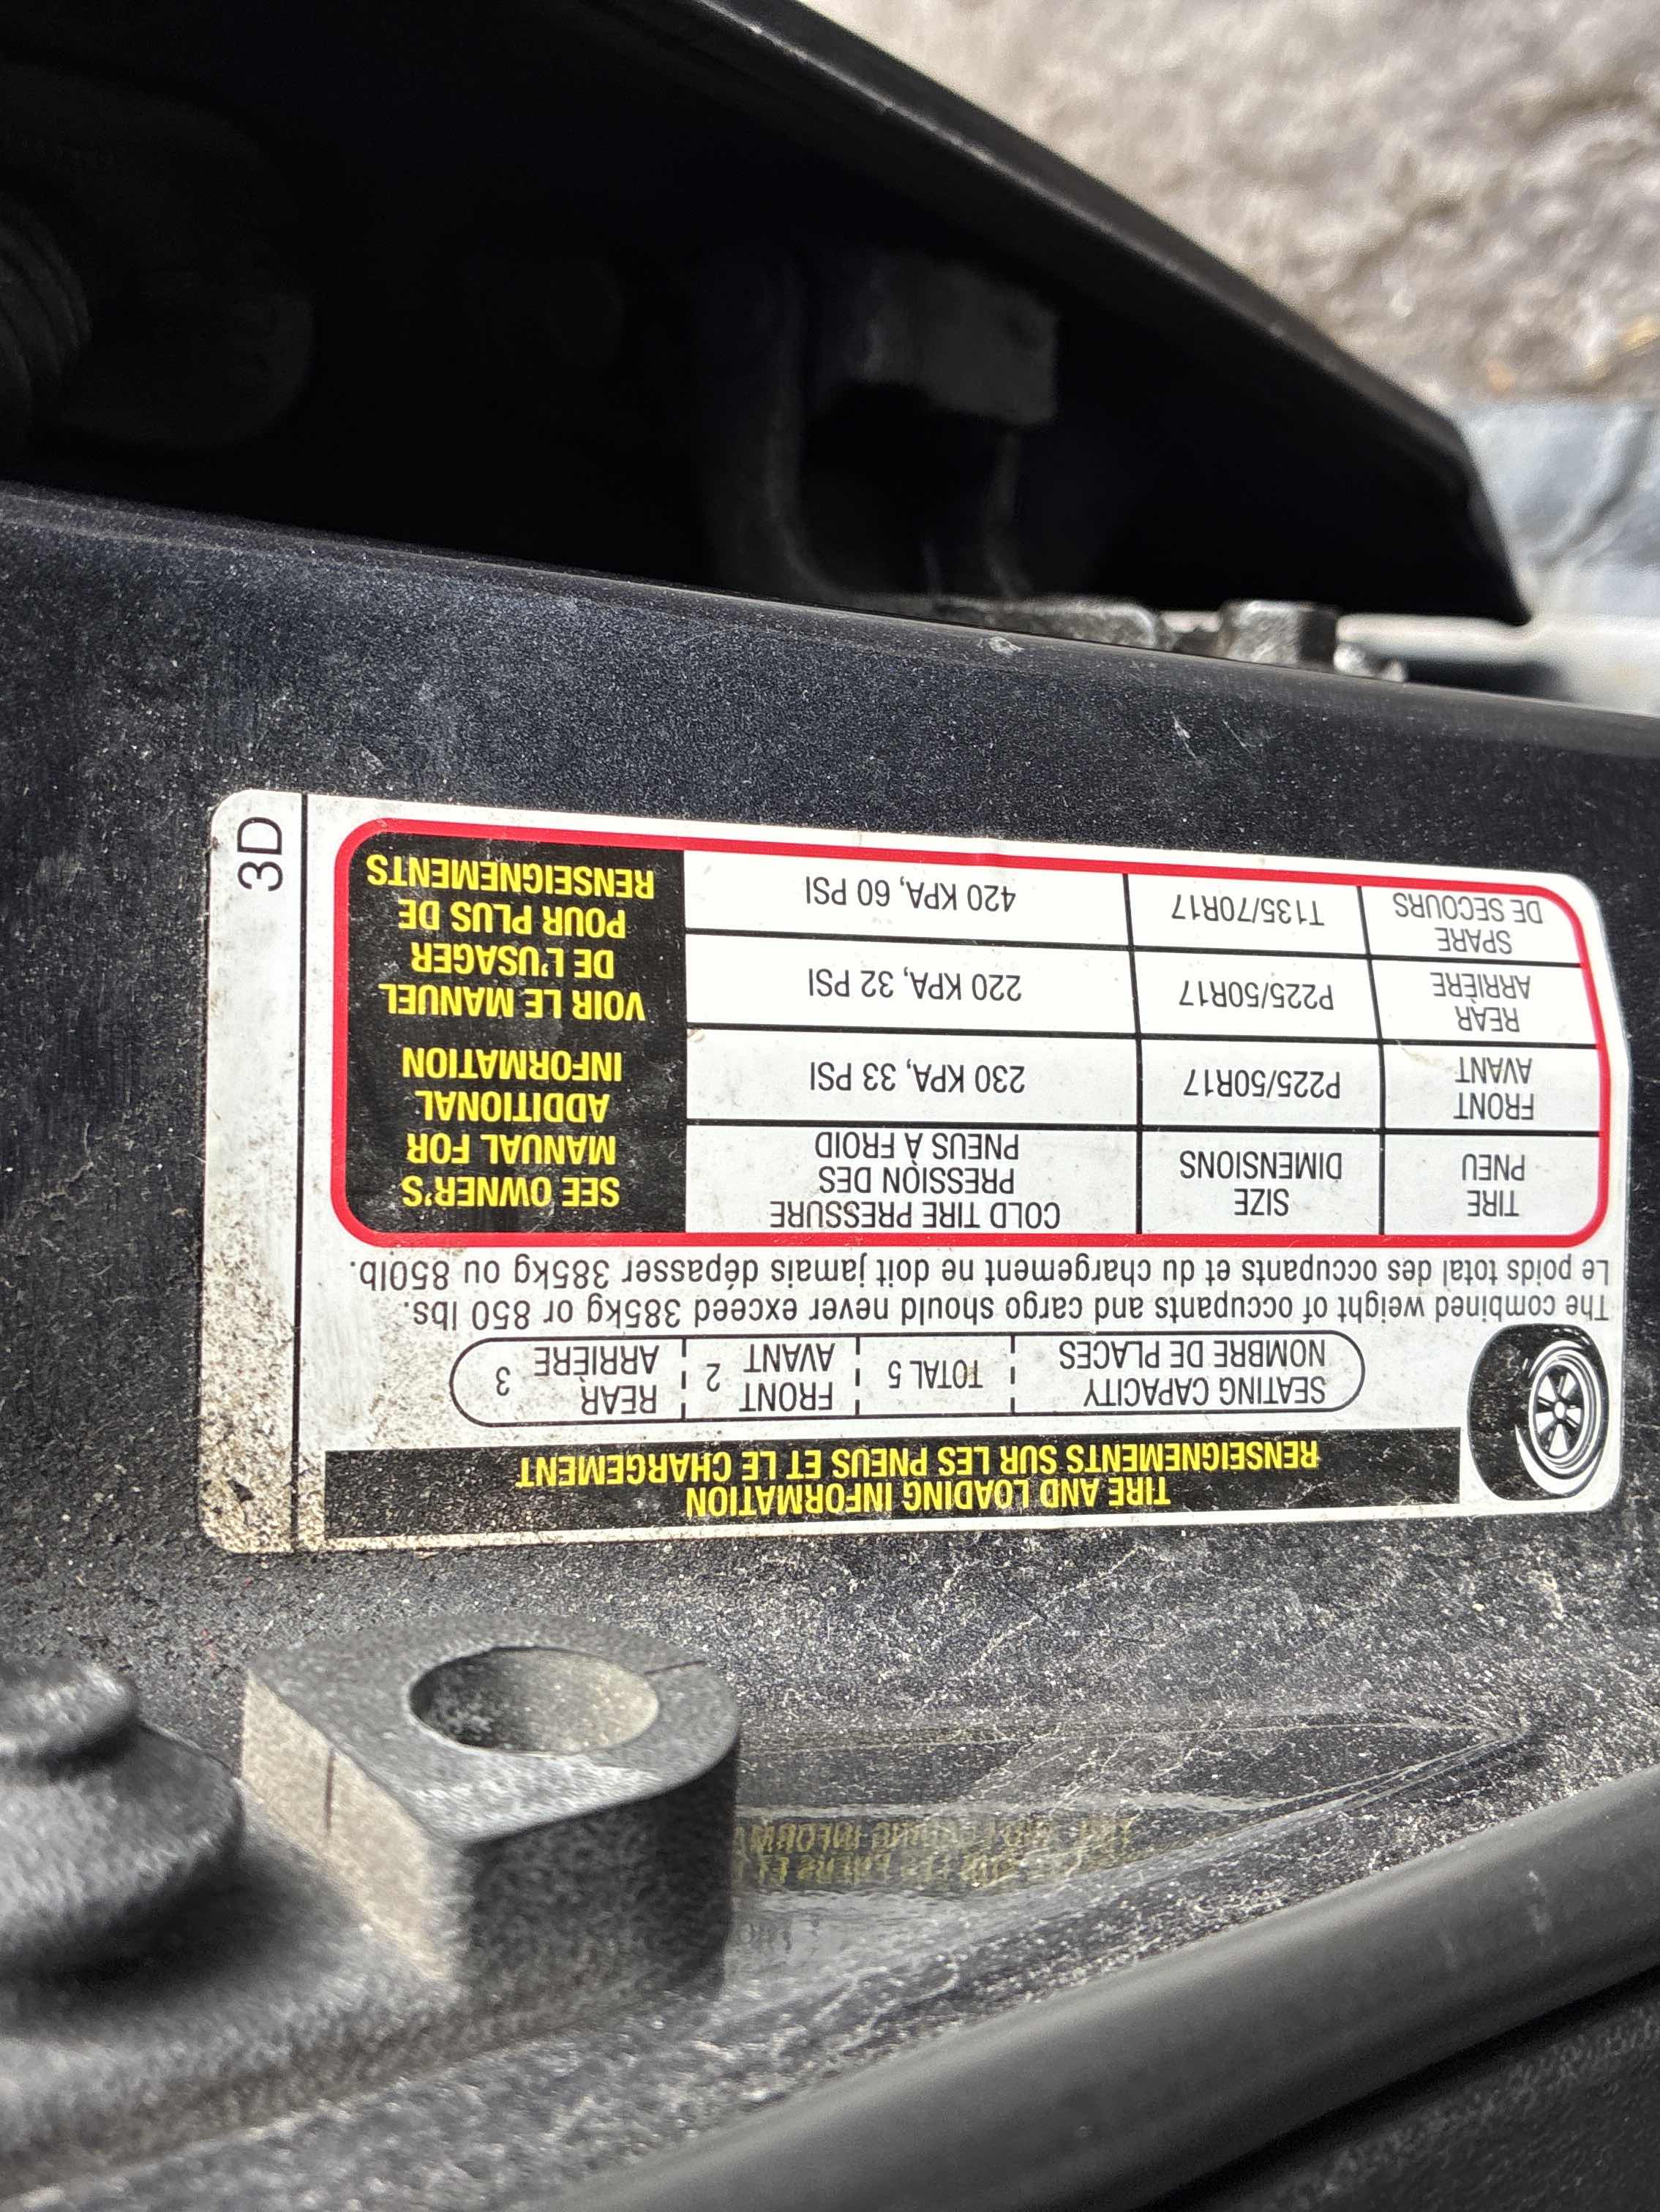 TIRE AND LOADING INFORMATION
RENSEIGNEMENTS SUR LES PNEUS ET LE CHARGEMENT
SEATING CAPACITY
NOMBRE DE PLACES
TOTAL 5
FRONT
AVANT
2
REAR
ARRIÈRE
3
The combined weight of occupants and cargo should never exceed 385kg or 850 lbs.
Le poids total des occupants et du chargement ne doit jamais dépasser 385kg ou 850lb.
TIRE
PNEU
SIZE
DIMENSIONS
COLD TIRE PRESSURE
PRESSION DES
PNEUS A FROID
FRONT
AVANT
P225/50R17
230 KPA, 33 PSI
REAR
ARRIÈRE
P225/50R17
220 KPA, 32 PSI
SPARE
DE SECOURS
T135/70R17
420 KPA, 60 PSI
SEE OWNER'S
MANUAL FOR
ADDITIONAL
INFORMATION
VOIR LE MANUEL
DE L'USAGER
POUR PLUS DE
RENSEIGNEMENTS
3D